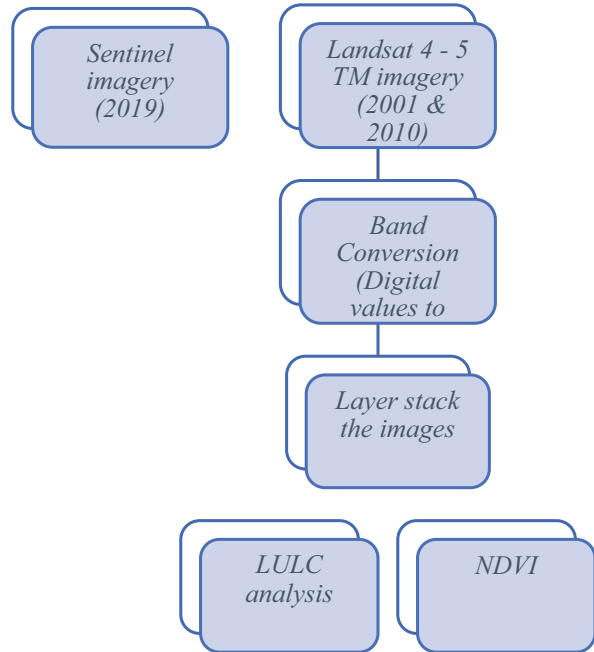 Sentinel
imagery
(2019)
Landsat 4 - 5
TM imagery
(2001 &
2010)
Band
Conversion
(Digital
values to
Layer stack
the images
LULC
analysis
NDVI